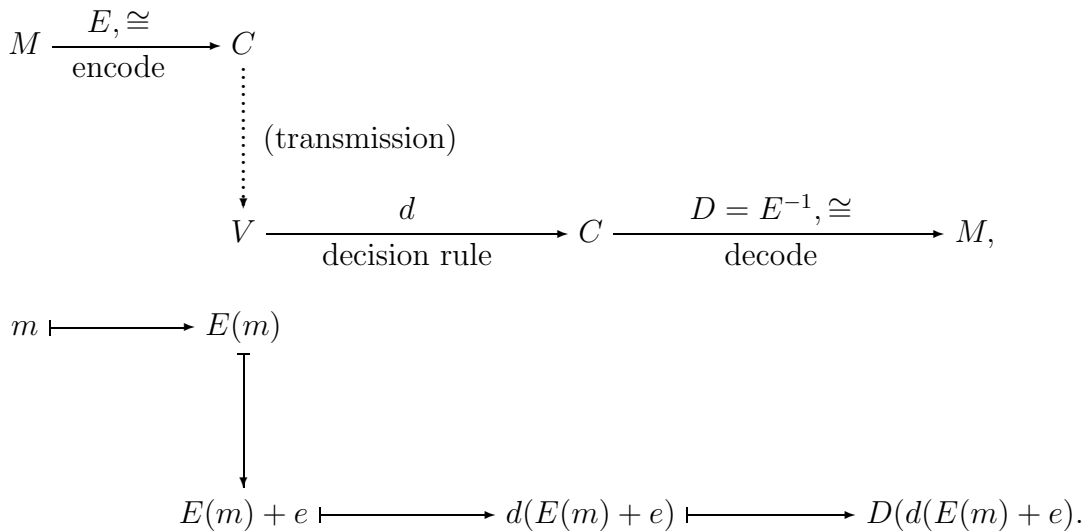 M E, ≅ C
encode
(transmission)
V d C D = E⁻¹, ≅ M,
decision rule decode
m E(m)
E(m) + e d(E(m) + e) D(d(E(m) + e).